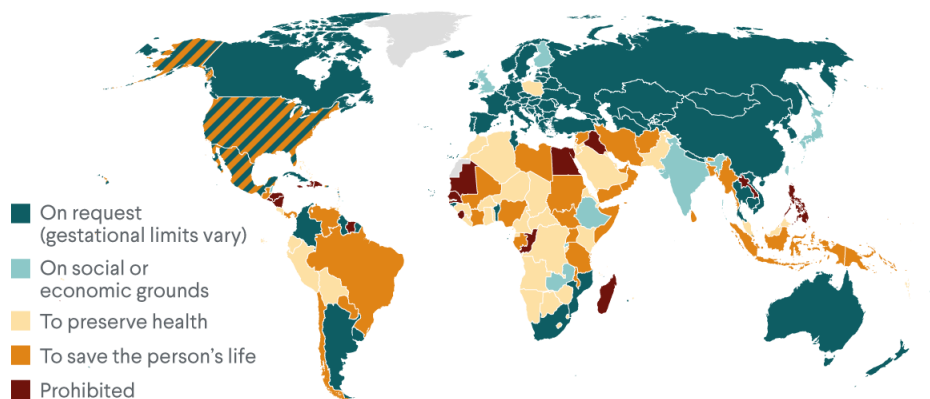 On request
(gestational limits vary)
On social or
economic grounds
To preserve health
To save the person’s life
Prohibited